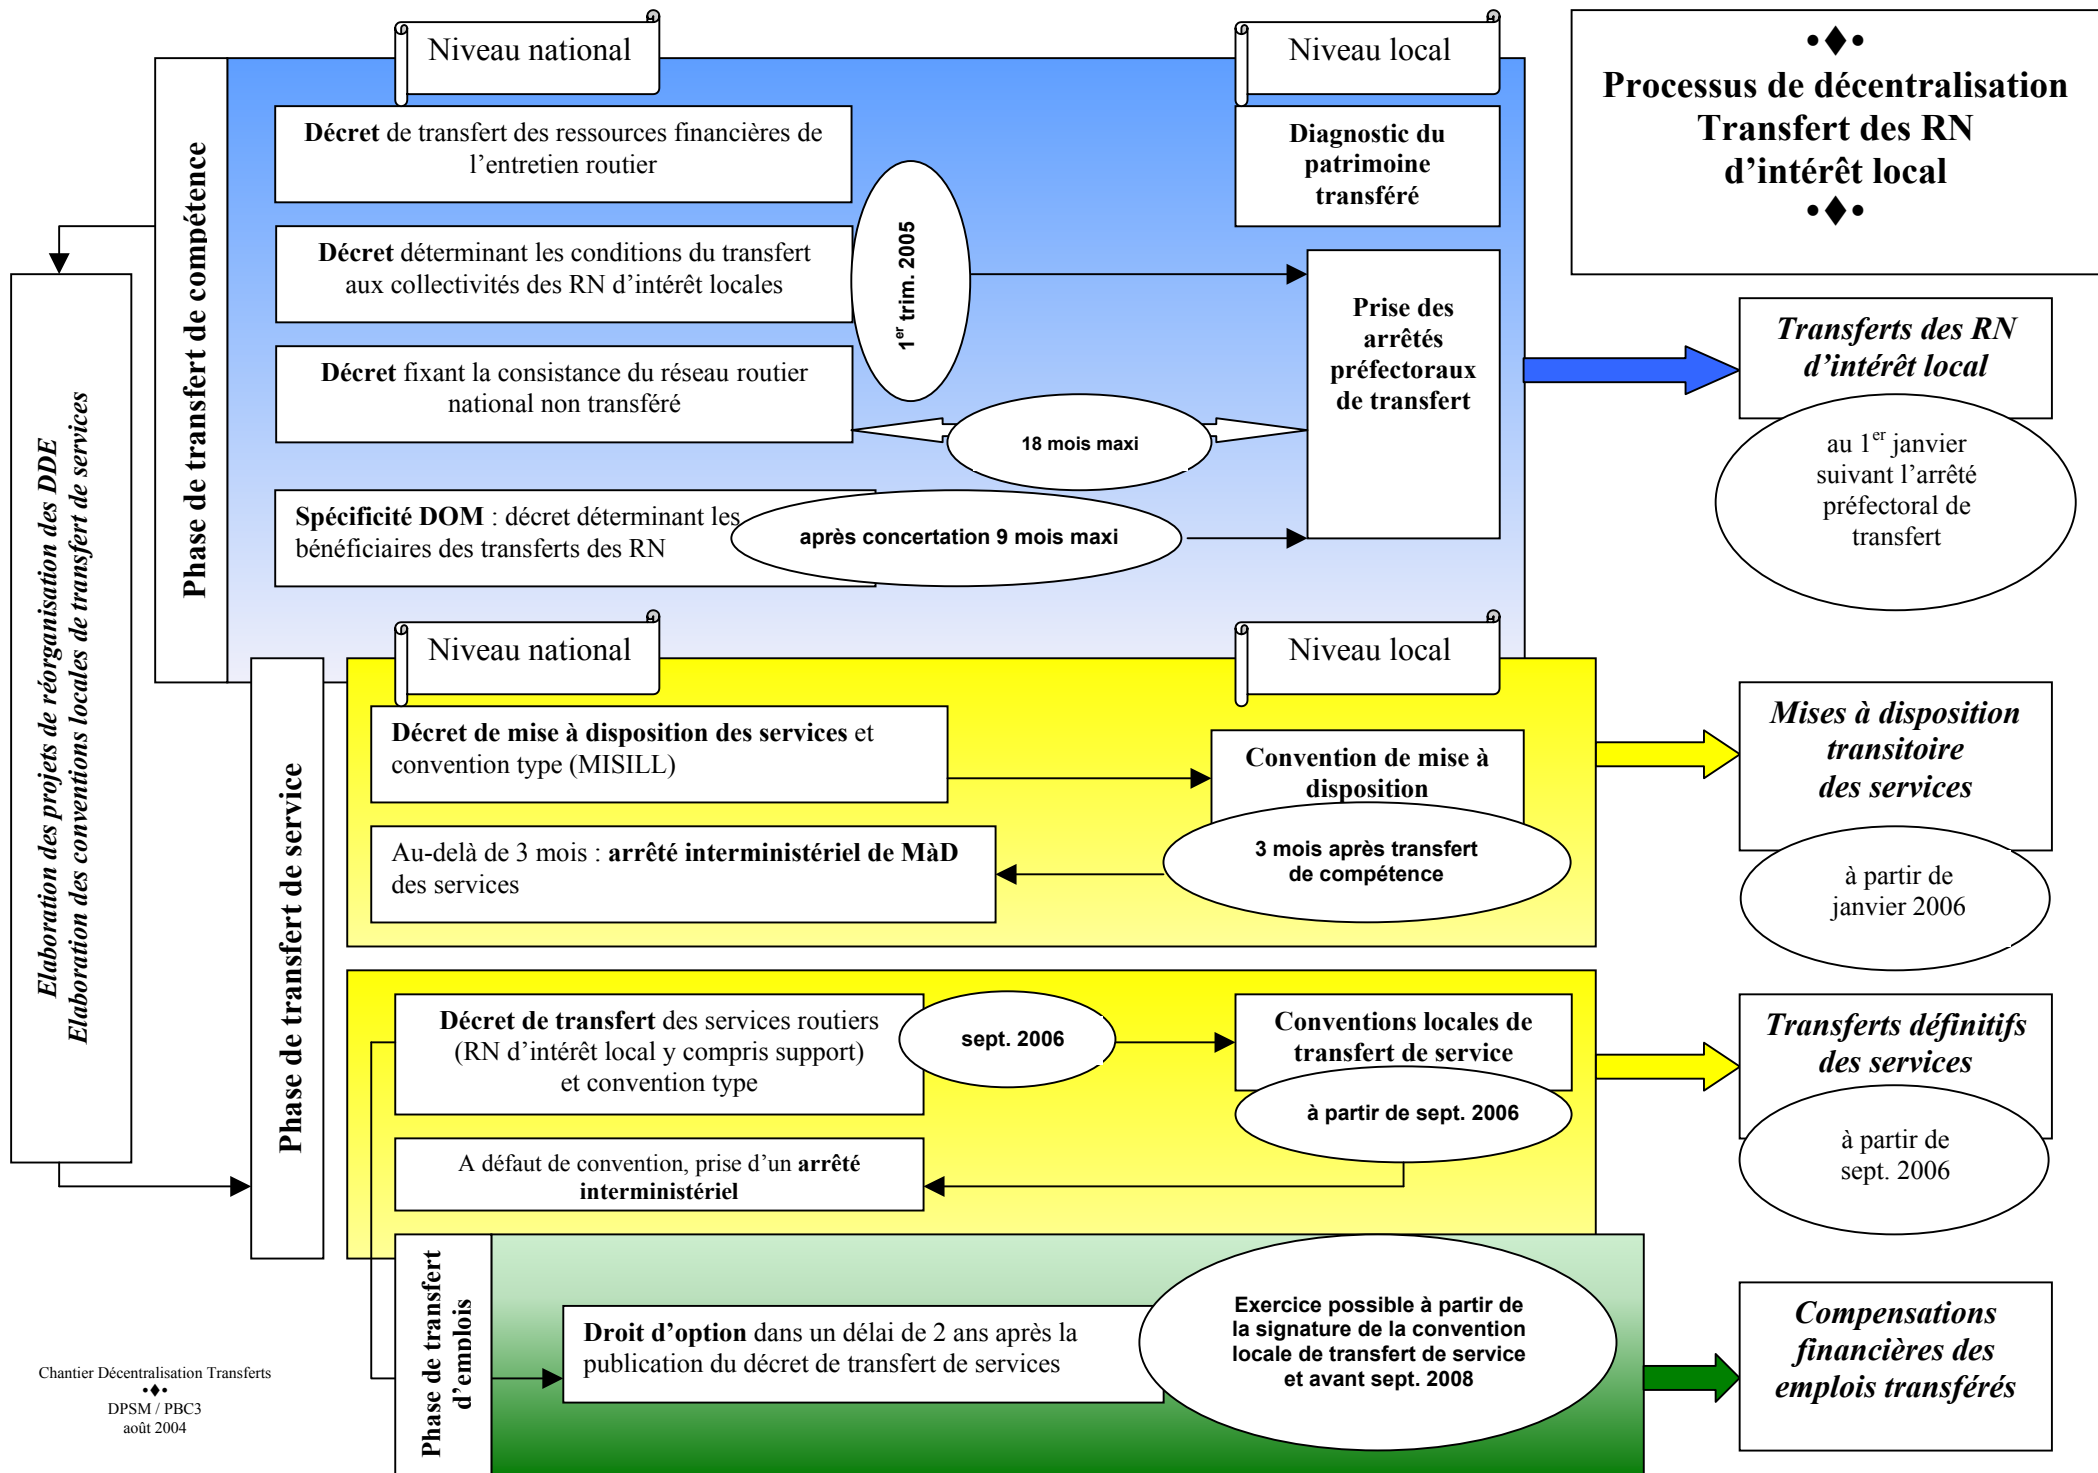 •♦•
Processus de décentralisation
Transfert des RN
d’intérêt local
•♦•
Niveau national
Niveau local
Phase de transfert de compétence
Décret de transfert des ressources financières de
l’entretien routier
Diagnostic du
patrimoine
transféré
Décret déterminant les conditions du transfert
aux collectivités des RN d’intérêt locales
1er trim. 2005
Décret fixant la consistance du réseau routier
national non transféré
18 mois maxi
Prise des
arrêtés
préfectoraux
de transfert
Spécificité DOM : décret déterminant les
bénéficiaires des transferts des RN
après concertation 9 mois maxi
Transferts des RN
d’intérêt local
au 1er janvier
suivant l’arrêté
préfectoral de
transfert
Elaboration des projets de réorganisation des DDE
Elaboration des conventions locales de transfert de services
Niveau national
Niveau local
Phase de transfert de service
Décret de mise à disposition des services et
convention type (MISILL)
Convention de mise à
disposition
3 mois après transfert
de compétence
Au-delà de 3 mois : arrêté interministériel de MàD
des services
Mises à disposition
transitoire
des services
à partir de
janvier 2006
Décret de transfert des services routiers
(RN d’intérêt local y compris support)
et convention type
sept. 2006
Conventions locales de
transfert de service
à partir de sept. 2006
A défaut de convention, prise d’un arrêté
interministériel
Transferts définitifs
des services
à partir de
sept. 2006
Phase de transfert
d’emplois
Droit d’option dans un délai de 2 ans après la
publication du décret de transfert de services
Exercice possible à partir de
la signature de la convention
locale de transfert de service
et avant sept. 2008
Compensations
financières des
emplois transférés
Chantier Décentralisation Transferts
•♦•
DPSM / PBC3
août 2004